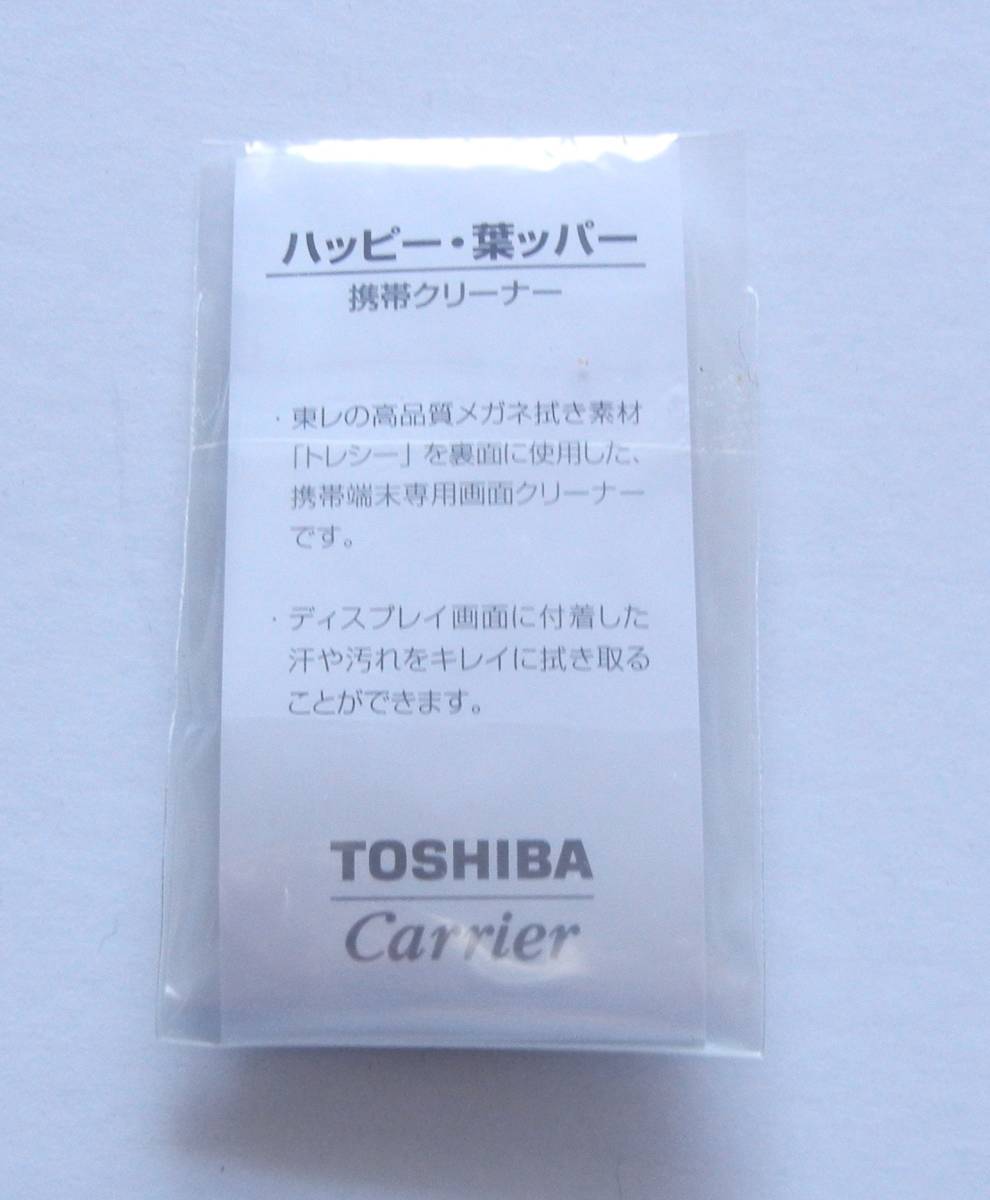 ハッピー・葉ッパー
携帯クリーナー
・東レの高品質メガネ拭き素材
「トレシー」を裏面に使用した、
携帯端末専用画面クリーナー
です。
・ディスプレイ画面に付着した
汗や汚れをキレイに拭き取る
ことができます。
TOSHIBA
Carrier